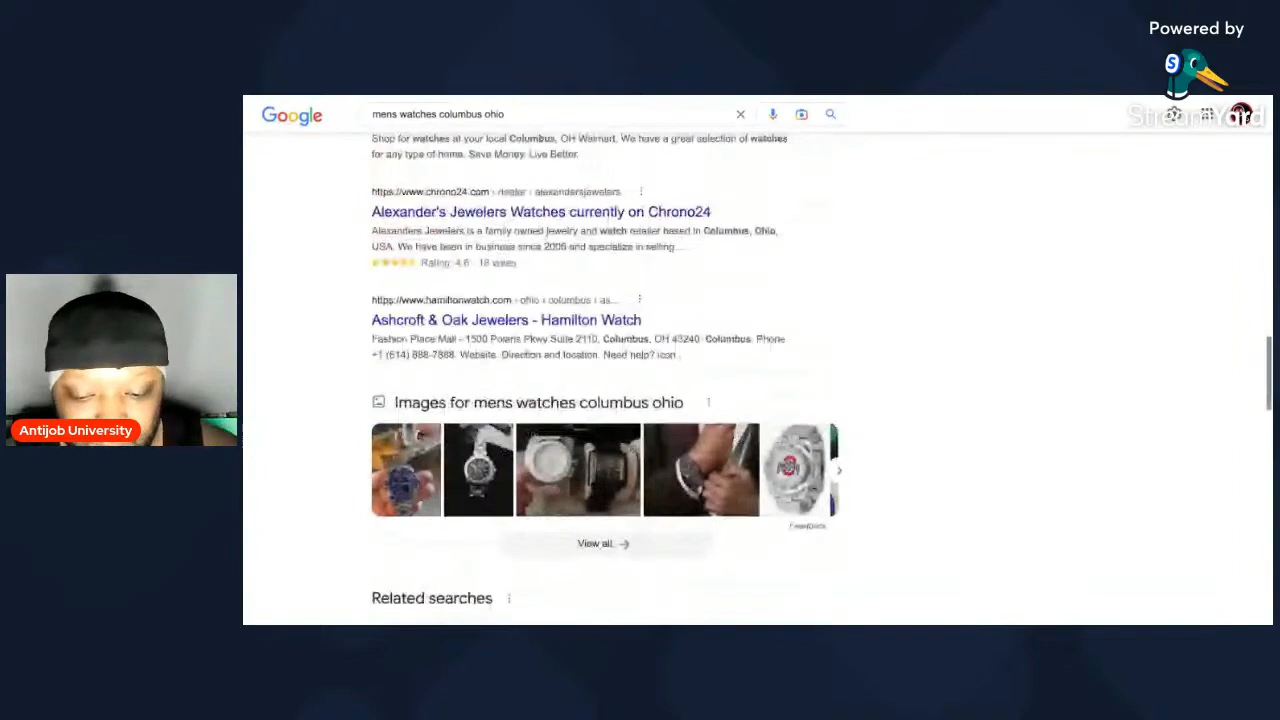 Powered by
StreamYard
Google
mens watches columbus ohio
Shop for watches at your local Columbus, OH Walmart. We have a great selection of watches
for any type of home. Save Money. Live Better.
https://www.chrono24.com › dealer › alexandersjewelers
Alexander's Jewelers Watches currently on Chrono24
Alexanders Jewelers is a family owned jewelry and watch retailer based in Columbus, Ohio,
USA. We have been in business since 2006 and specialize in selling ...
Rating: 4.6 · 18 votes
https://www.hamiltonwatch.com › ohio › columbus › as...
Ashcroft & Oak Jewelers - Hamilton Watch
Fashion Place Mall - 1500 Polaris Pkwy Suite 2110, Columbus, OH 43240 Columbus. Phone
+1 (614) 888-7868. Website. Direction and location. Need help? icon .
Images for mens watches columbus ohio
Feedback
View all
Related searches
Antijob University